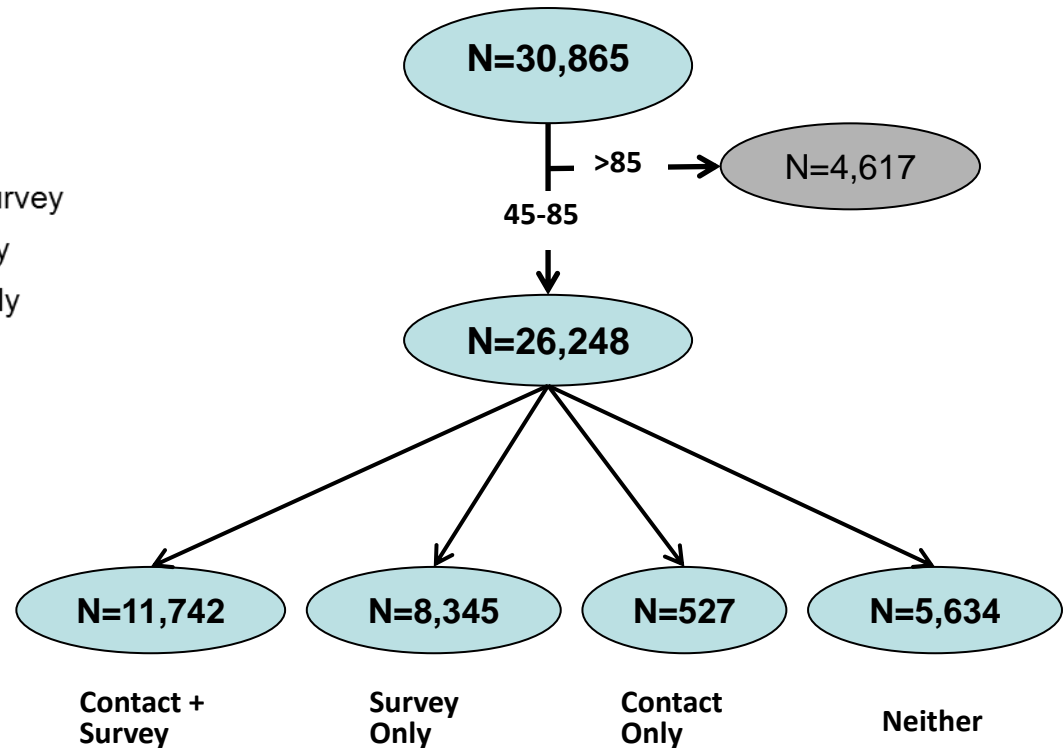 N=30,865
>85
N=4,617
45-85
N=26,248
N=11,742
N=8,345
N=527
N=5,634
Contact +
Survey
Survey
Only
Contact
Only
Neither